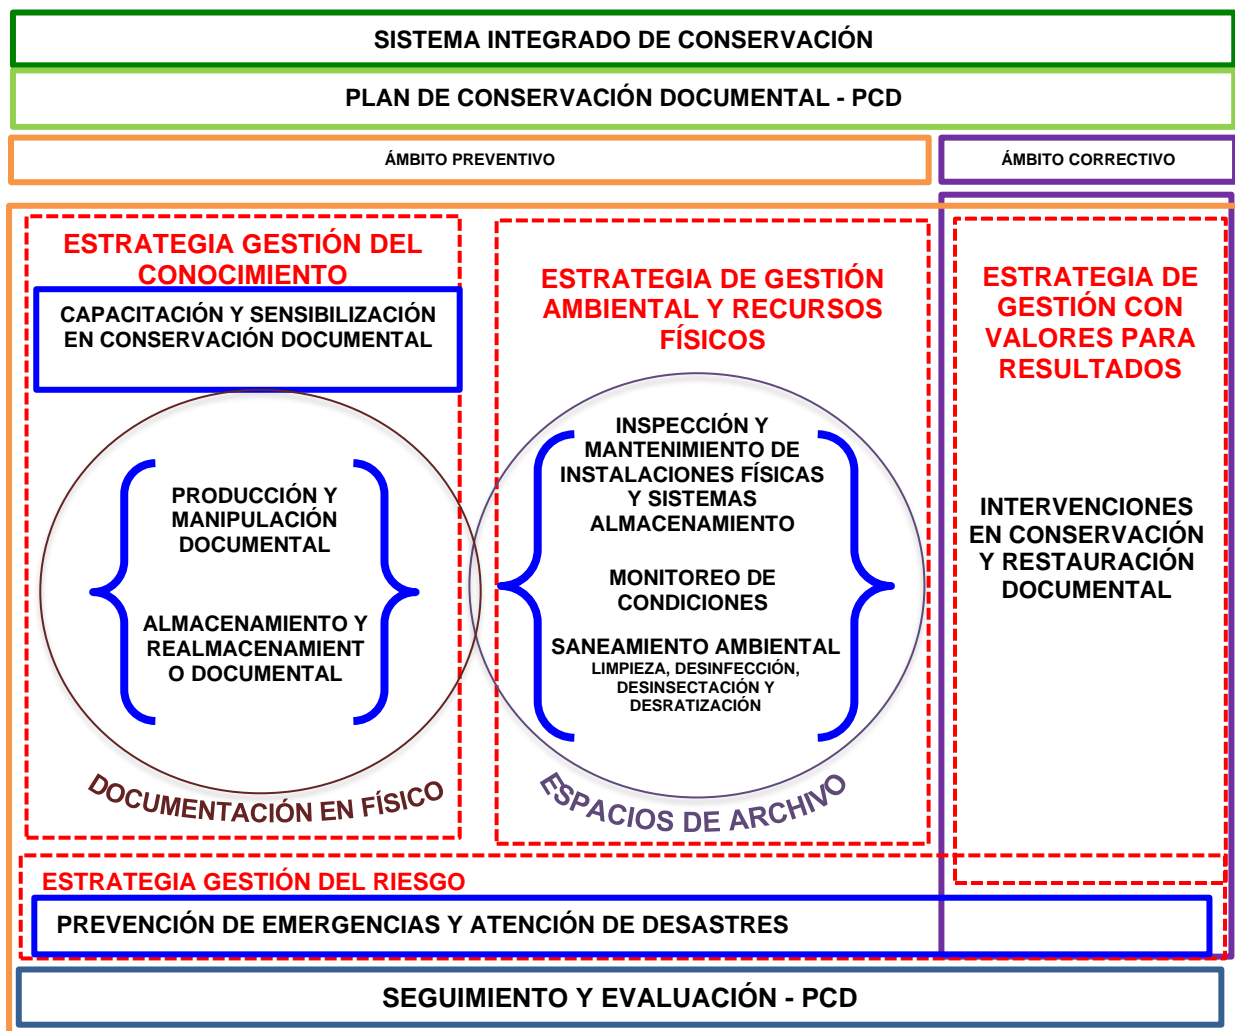 SISTEMA INTEGRADO DE CONSERVACIÓN
PLAN DE CONSERVACIÓN DOCUMENTAL - PCD
ÁMBITO PREVENTIVO
ÁMBITO CORRECTIVO
ESTRATEGIA GESTIÓN DEL
CONOCIMIENTO
CAPACITACIÓN Y SENSIBILIZACIÓN
EN CONSERVACIÓN DOCUMENTAL
PRODUCCIÓN Y
MANIPULACIÓN
DOCUMENTAL
ALMACENAMIENTO Y
REALMACENAMIENT
O DOCUMENTAL
DOCUMENTACIÓN EN FÍSICO
ESTRATEGIA DE GESTIÓN
AMBIENTAL Y RECURSOS
FÍSICOS
INSPECCIÓN Y
MANTENIMIENTO DE
INSTALACIONES FÍSICAS
Y SISTEMAS
ALMACENAMIENTO
MONITOREO DE
CONDICIONES
SANEAMIENTO AMBIENTAL
LIMPIEZA, DESINFECCIÓN,
DESINSECTACIÓN Y
DESRATIZACIÓN
ESPACIOS DE ARCHIVO
ESTRATEGIA DE
GESTIÓN CON
VALORES PARA
RESULTADOS
INTERVENCIONES
EN CONSERVACIÓN
Y RESTAURACIÓN
DOCUMENTAL
ESTRATEGIA GESTIÓN DEL RIESGO
PREVENCIÓN DE EMERGENCIAS Y ATENCIÓN DE DESASTRES
SEGUIMIENTO Y EVALUACIÓN - PCD